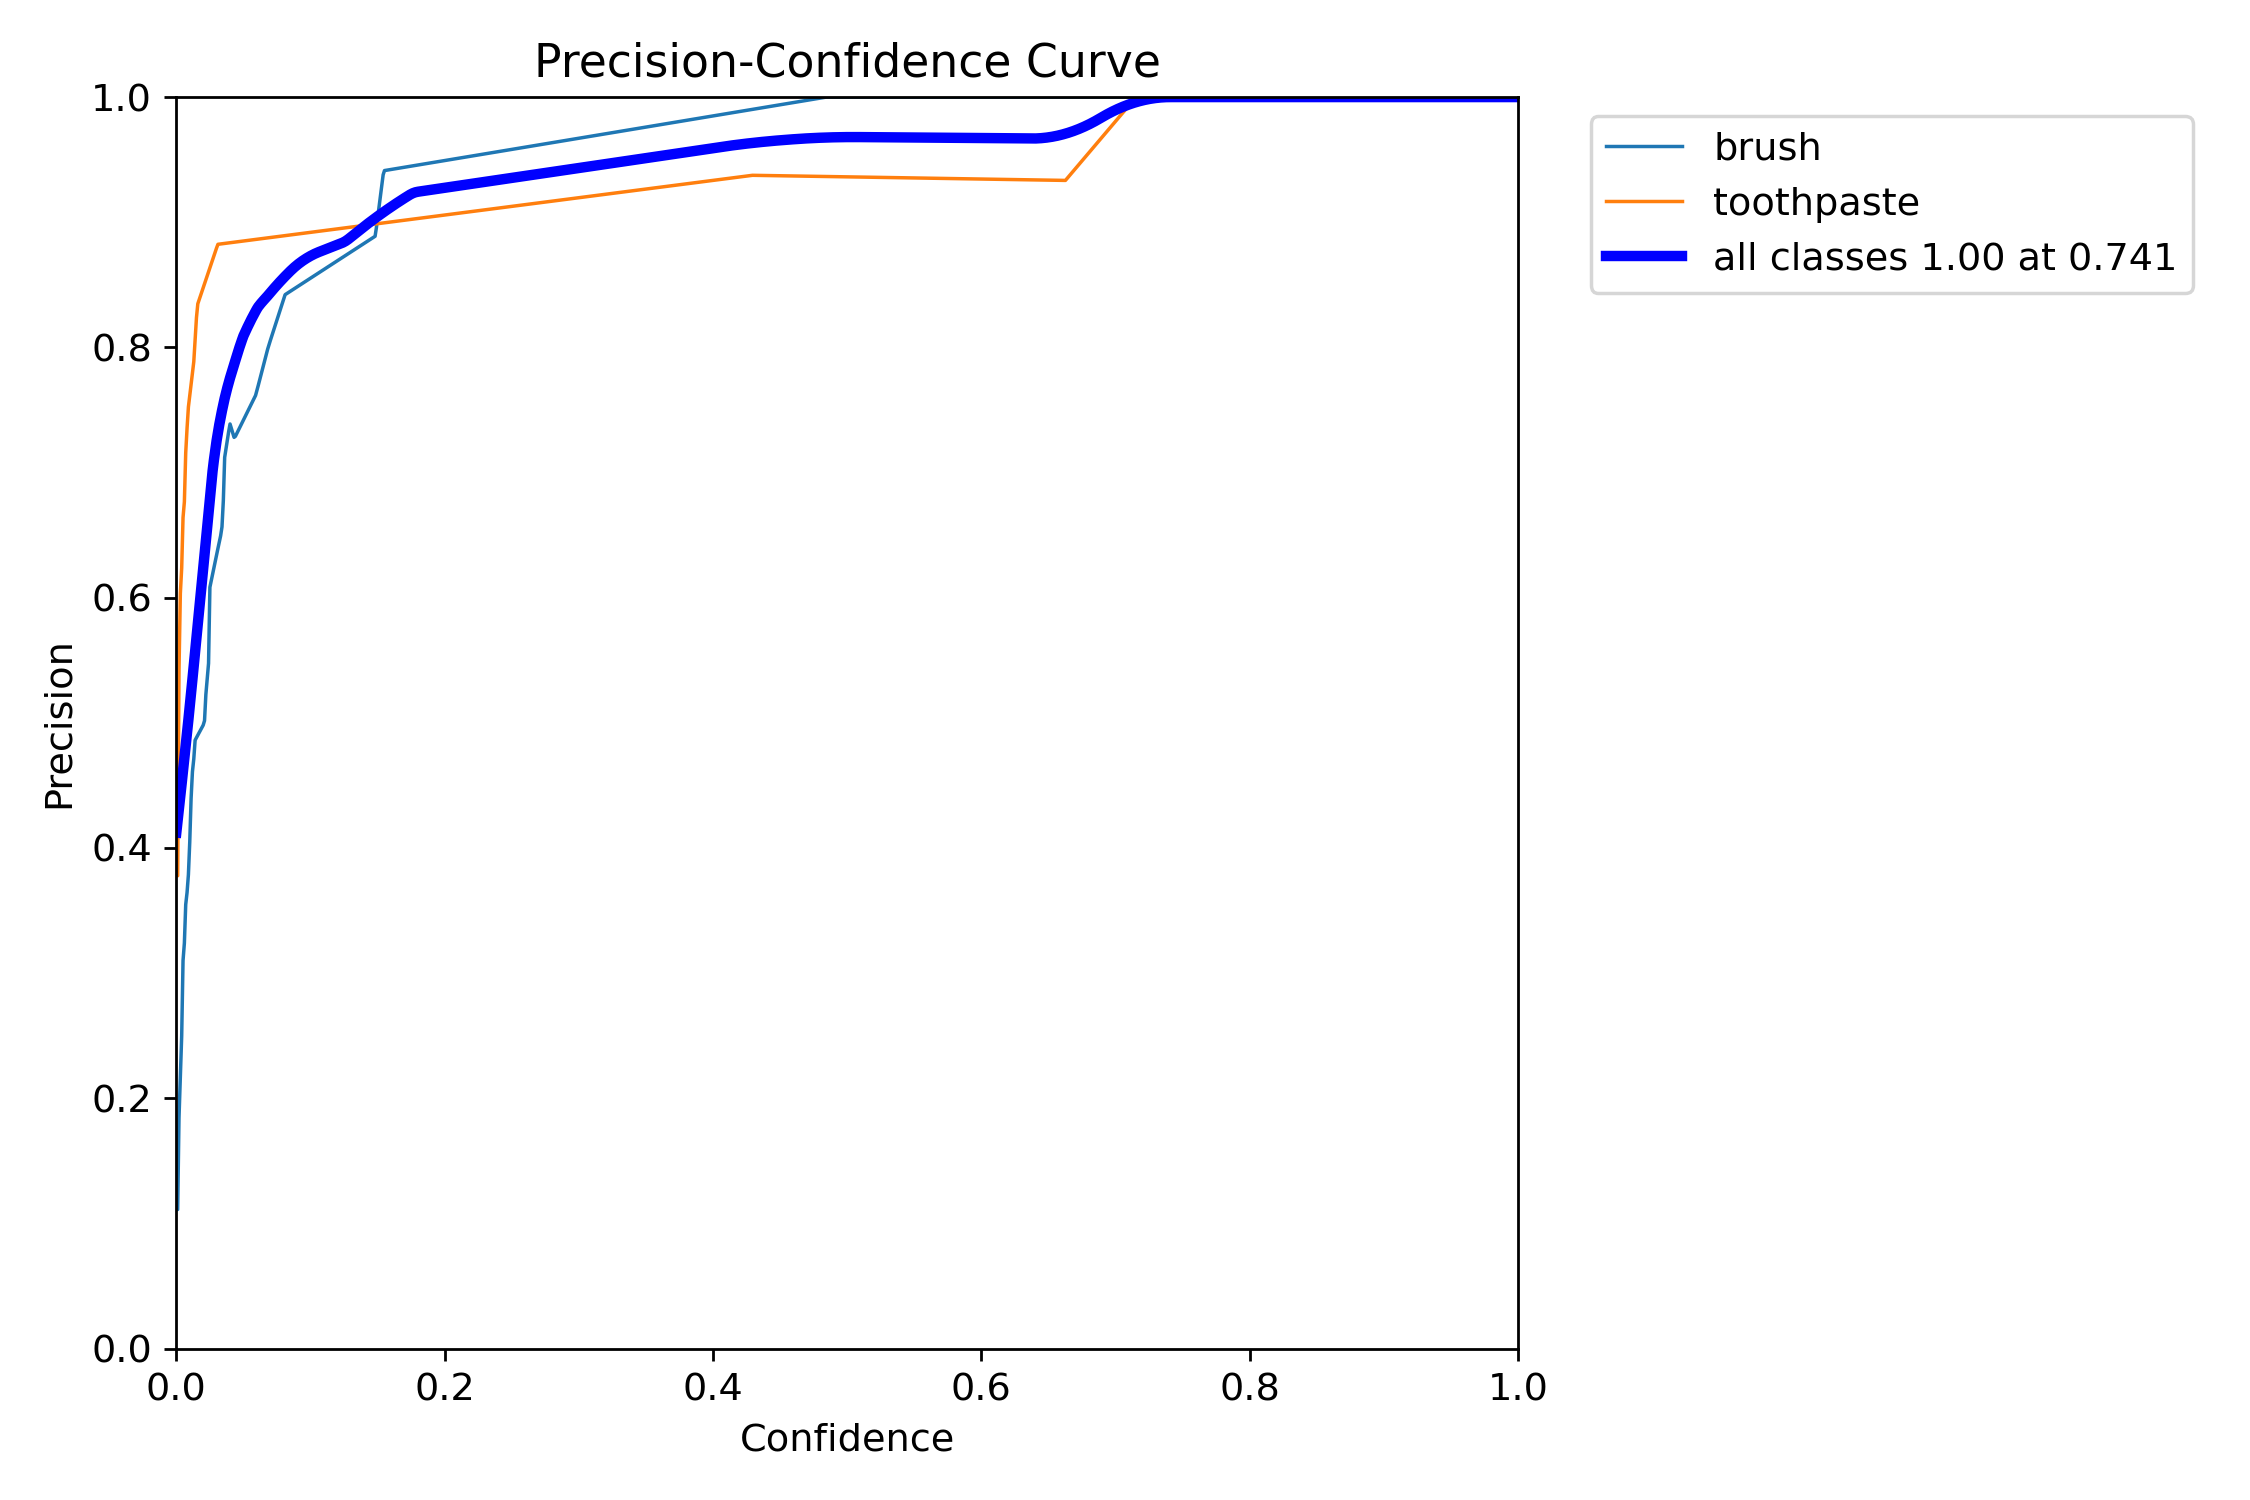 Precision-Confidence Curve
1.0
0.8
0.6
0.4
0.2
0.0
Precision
0.0 0.2 0.4 0.6 0.8 1.0
Confidence
brush
toothpaste
all classes 1.00 at 0.741